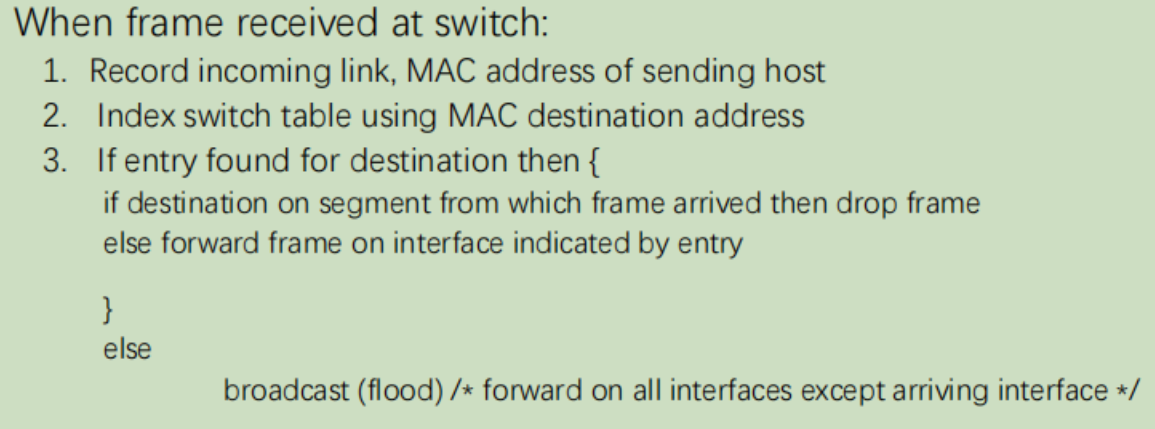 When frame received at switch:
1. Record incoming link, MAC address of sending host
2. Index switch table using MAC destination address
3. If entry found for destination then {
if destination on segment from which frame arrived then drop frame
else forward frame on interface indicated by entry
}
else
broadcast (flood) /* forward on all interfaces except arriving interface */